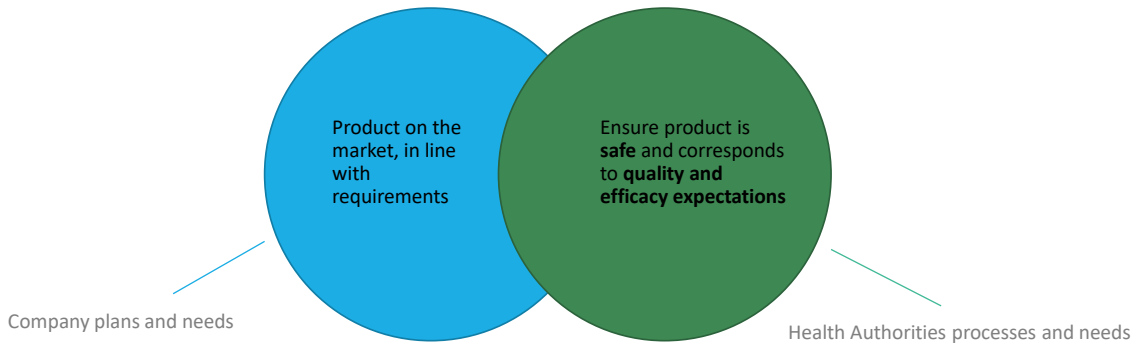 Product on the
market, in line
with
requirements
Ensure product is
safe and corresponds
to quality and
efficacy expectations
Company plans and needs
Health Authorities processes and needs